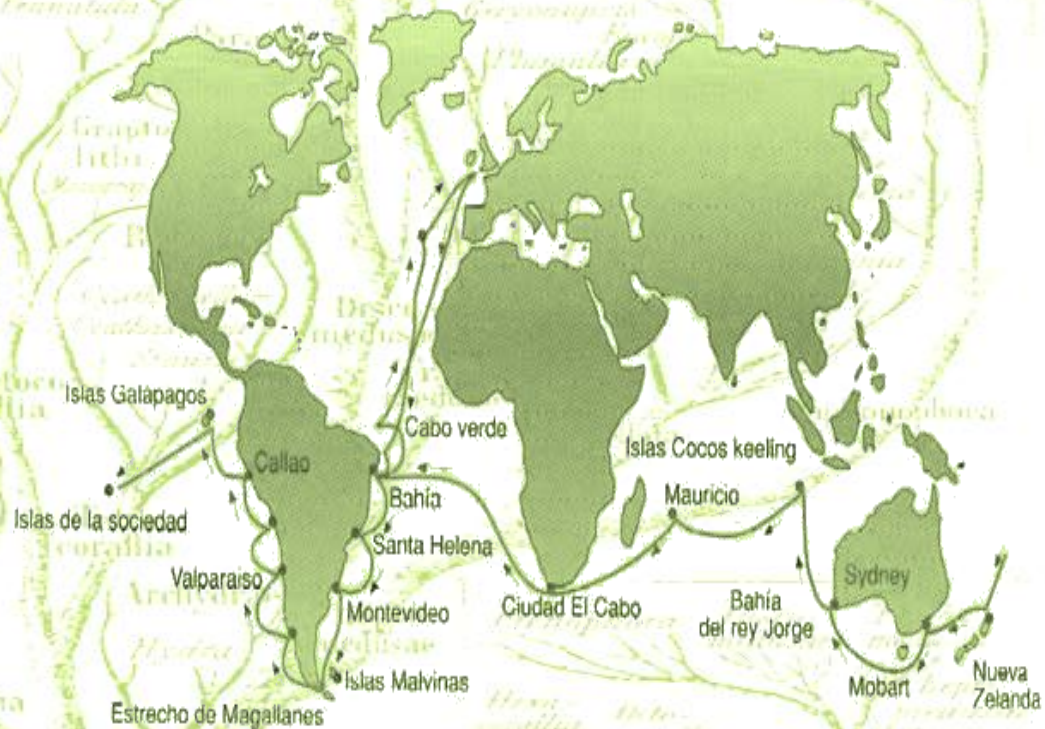 Islas Galápagos
Callao
Islas de la sociedad
Valparaíso
Estrecho de Magallanes
Cabo verde
Bahía
Santa Helena
Montevideo
Islas Malvinas
Ciudad El Cabo
Mauricio
Islas Cocos keeling
Sydney
Bahía
del rey Jorge
Mobart
Nueva
Zelanda